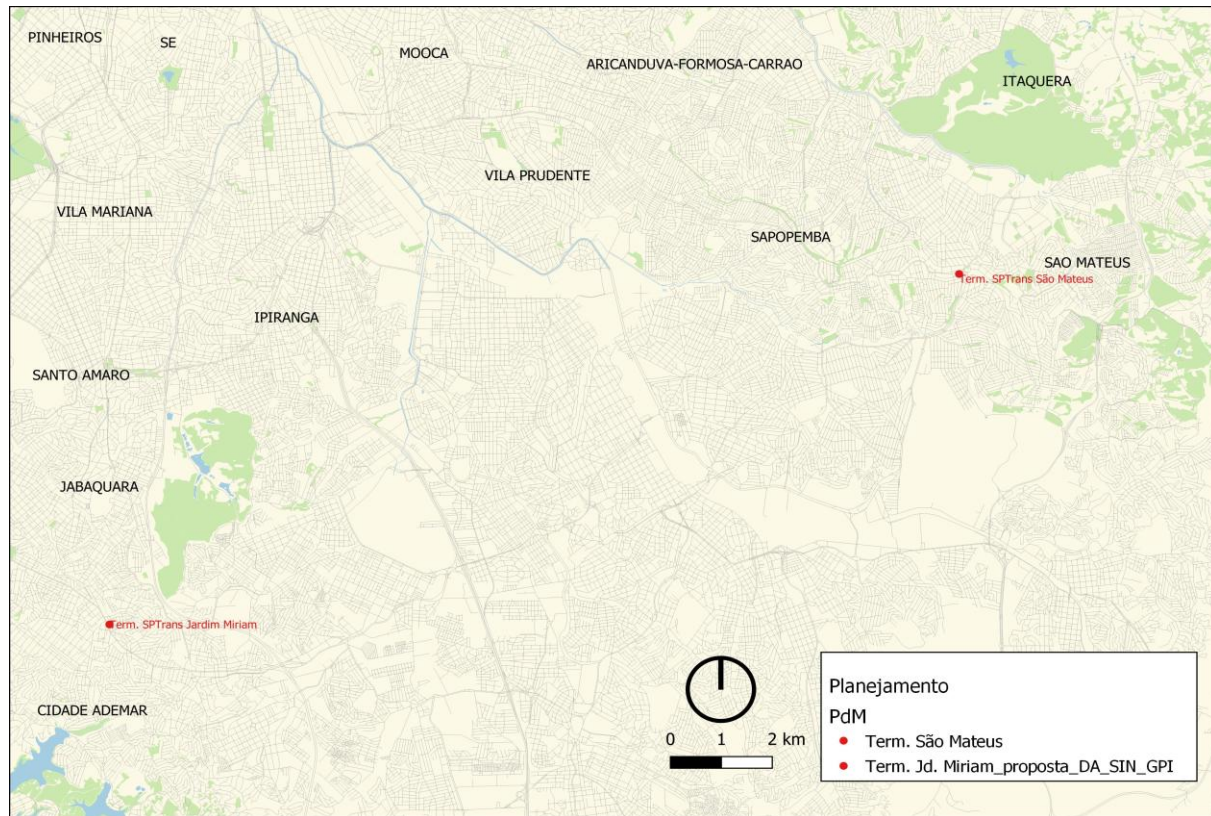 PINHEIROS
SE
MOOCA
ARICANDUVA-FORMOSA-CARRAO
ITAQUERA
VILA PRUDENTE
VILA MARIANA
SAPOPEMBA
SAO MATEUS
Term. SPTrans São Mateus
IPIRANGA
SANTO AMARO
JABAQUARA
Term. SPTrans Jardim Miriam
CIDADE ADEMAR
0 1 2 km
Planejamento
PdM
Term. São Mateus
Term. Jd. Miriam_proposta_DA_SIN_GPI